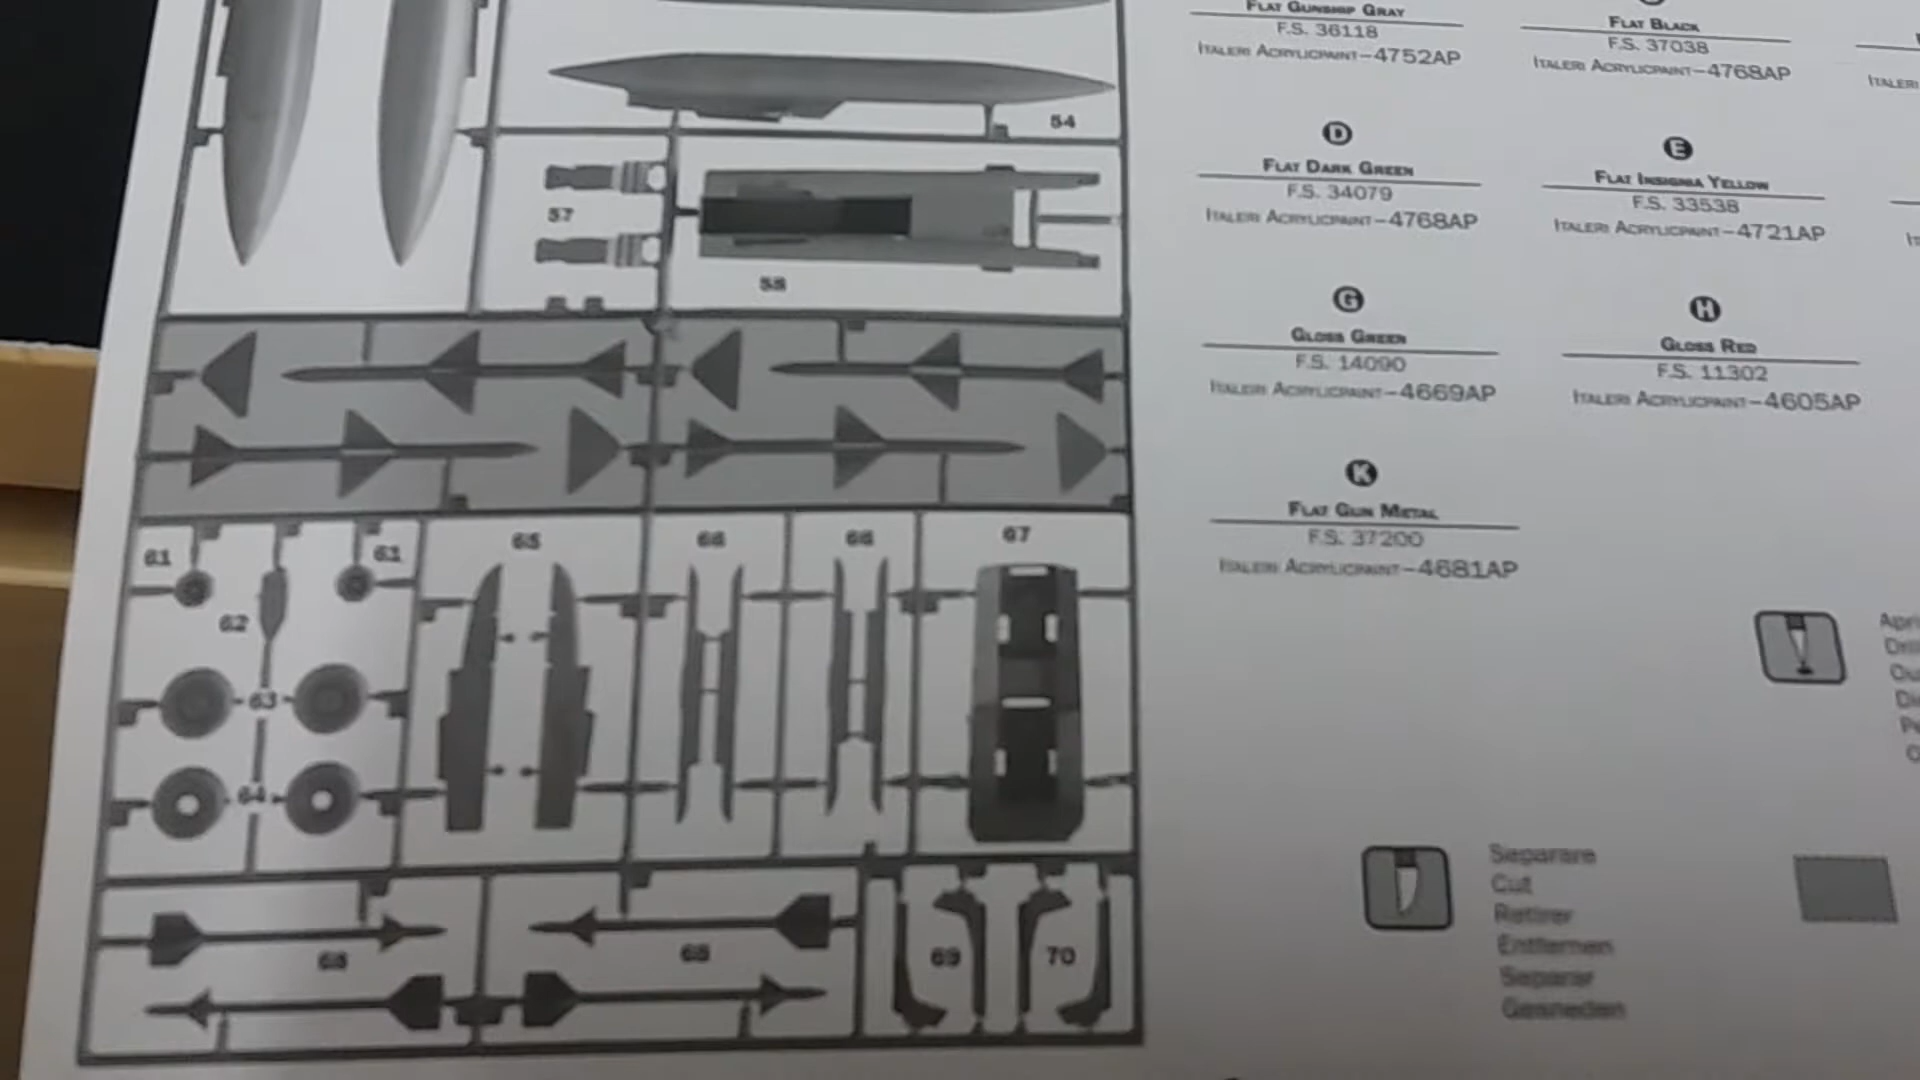 FLAT GUNSHIP GRAY
F.S. 36118
ITALERI ACRYLICPAINT–4752AP
FLAT BLACK
F.S. 37038
ITALERI ACRYLICPAINT–4768AP
ITALERI
54
57
58
D
FLAT DARK GREEN
F.S. 34079
ITALERI ACRYLICPAINT–4768AP
E
FLAT INSIGNIA YELLOW
F.S. 33538
ITALERI ACRYLICPAINT–4721AP
G
GLOSS GREEN
F.S. 14090
ITALERI ACRYLICPAINT–4669AP
H
GLOSS RED
F.S. 11302
ITALERI ACRYLICPAINT–4605AP
K
FLAT GUN METAL
F.S. 37200
ITALERI ACRYLICPAINT–4681AP
61
61
65
66
66
67
62
63
64
68
68
69
70
Separare
Cut
Retirer
Entfernen
Separar
Gesneden